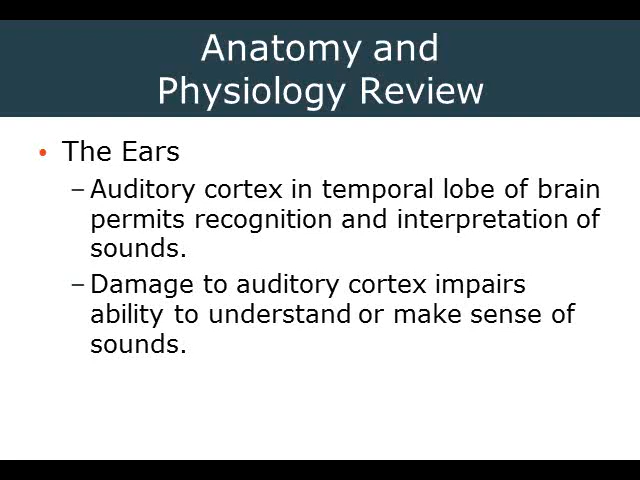 Anatomy and
Physiology Review
• The Ears
– Auditory cortex in temporal lobe of brain
permits recognition and interpretation of
sounds.
– Damage to auditory cortex impairs
ability to understand or make sense of
sounds.